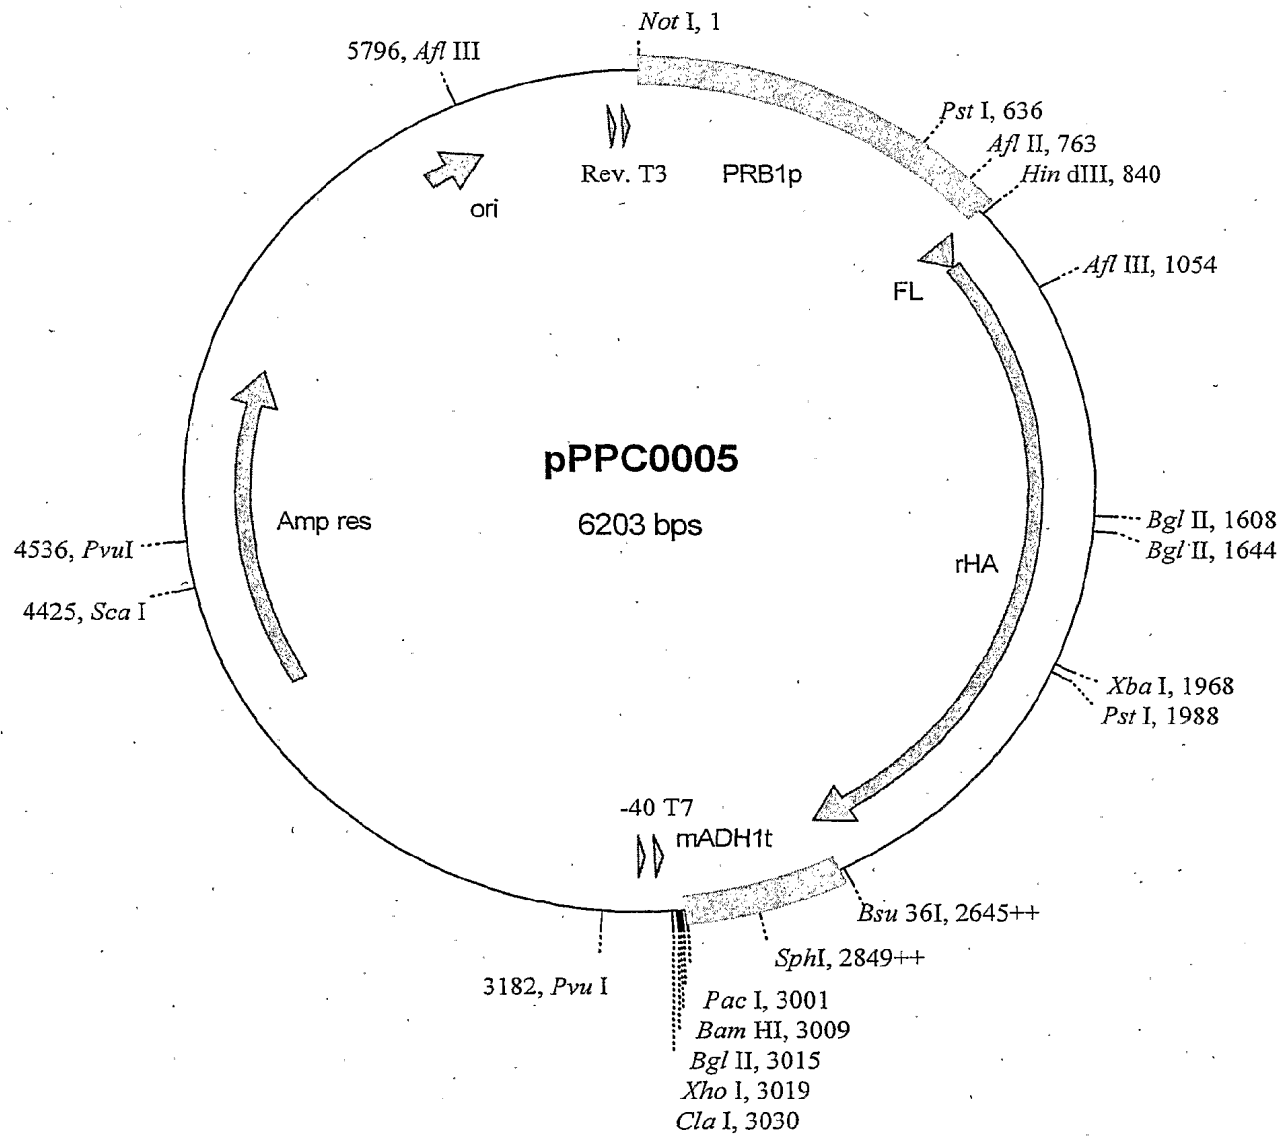 Not I, 1
5796, Afl III
Pst I, 636
Afl II, 763
Hin dIII, 840
Rev. T3
PRB1p
ori
Afl III, 1054
FL
pPPC0005
6203 bps
Amp res
Bgl II, 1608
Bgl II, 1644
4536, PvuI
rHA
4425, Sca I
Xba I, 1968
Pst I, 1988
-40 T7
mADH1t
Bsu 36I, 2645++
SphI, 2849++
3182, Pvu I
Pac I, 3001
Bam HI, 3009
Bgl II, 3015
Xho I, 3019
Cla I, 3030